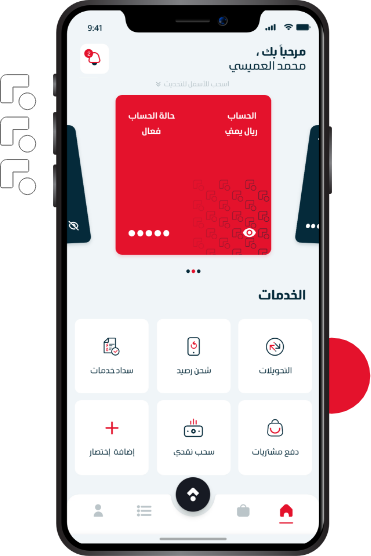 9:41
2
مرحباً بك ،
محمد العميسي
اسحب للأسفل للتحديث
الحساب
حالة الحساب
ريال يمني
فعال
الخدمات
التحويلات
شحن رصيد
سداد خدمات
دفع مشتريات
سحب نقدي
إضافة إختصار